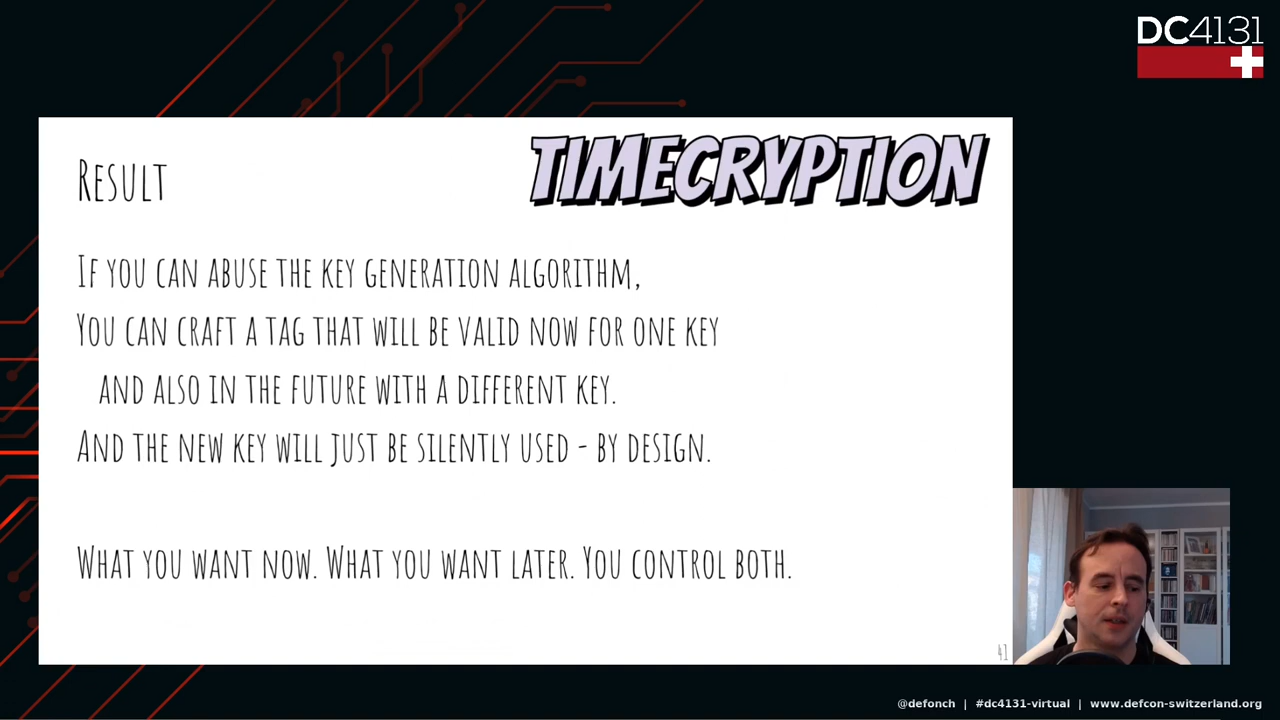 DC4131
RESULT
TIMECRYPTION
IF YOU CAN ABUSE THE KEY GENERATION ALGORITHM,
YOU CAN CRAFT A TAG THAT WILL BE VALID NOW FOR ONE KEY
AND ALSO IN THE FUTURE WITH A DIFFERENT KEY.
AND THE NEW KEY WILL JUST BE SILENTLY USED - BY DESIGN.
WHAT YOU WANT NOW. WHAT YOU WANT LATER. YOU CONTROL BOTH.
41
@defonch | #dc4131-virtual | www.defcon-switzerland.org